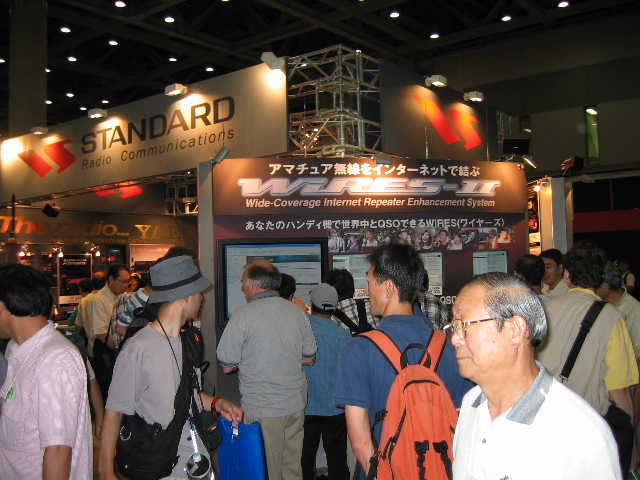 STANDARD
Radio Communications
アマチュア無線をインターネットで結ぶ
WiRES-II
Wide-Coverage Internet Repeater Enhancement System
あなたのハンディ機で世界中とQSOできるWIRES(ワイヤーズ)
The radio